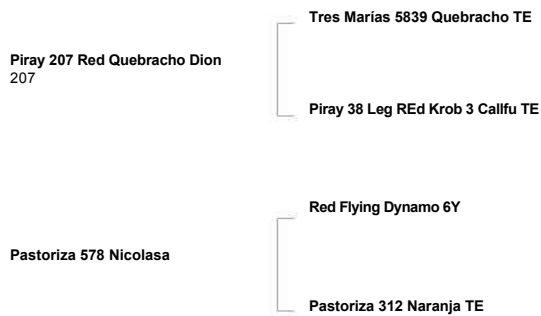 Tres Marías 5839 Quebracho TE
Piray 207 Red Quebracho Dion
207
Piray 38 Leg REd Krob 3 Callfu TE
Red Flying Dynamo 6Y
Pastoriza 578 Nicolasa
Pastoriza 312 Naranja TE